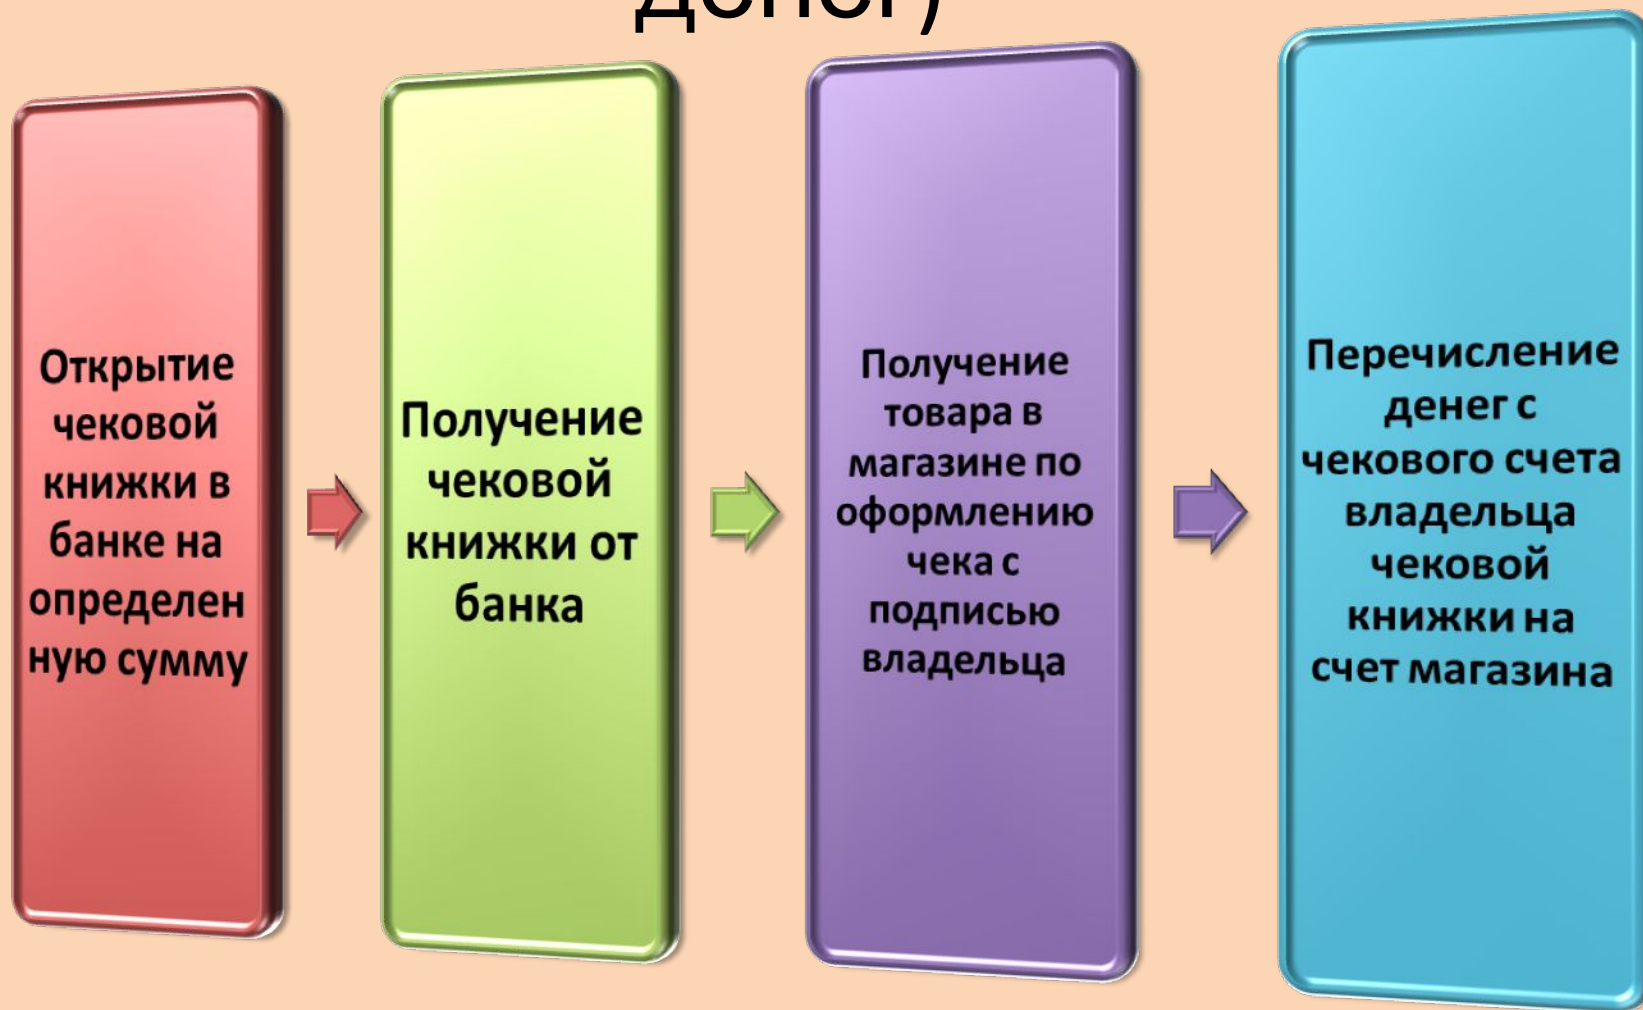 денег)
Открытие
чековой
книжки в
банке на
определен
ную сумму
Получение
чековой
книжки от
банка
Получение
товара в
магазине по
оформлению
чека с
подписью
владельца
Перечисление
денег с
чекового счета
владельца
чековой
книжки на
счет магазина